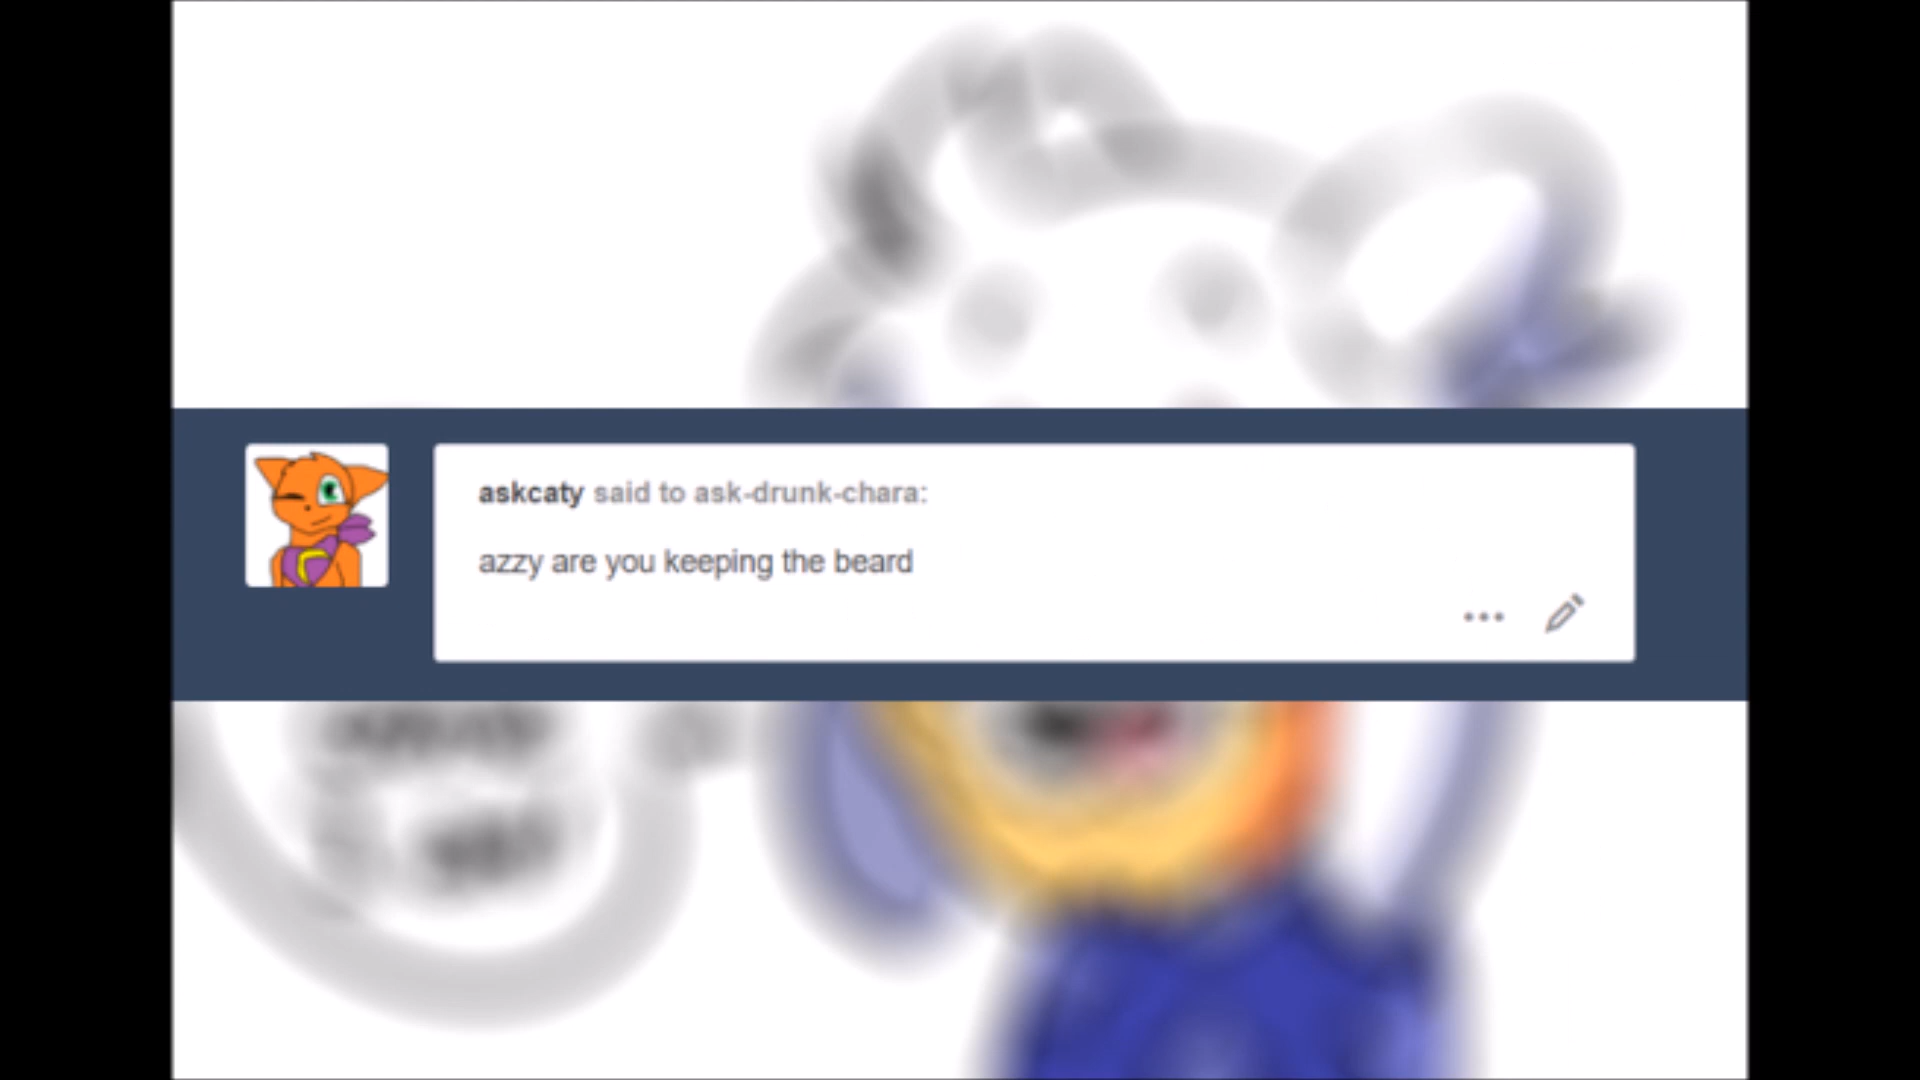 askcaty said to ask-drunk-chara:
azzy are you keeping the beard